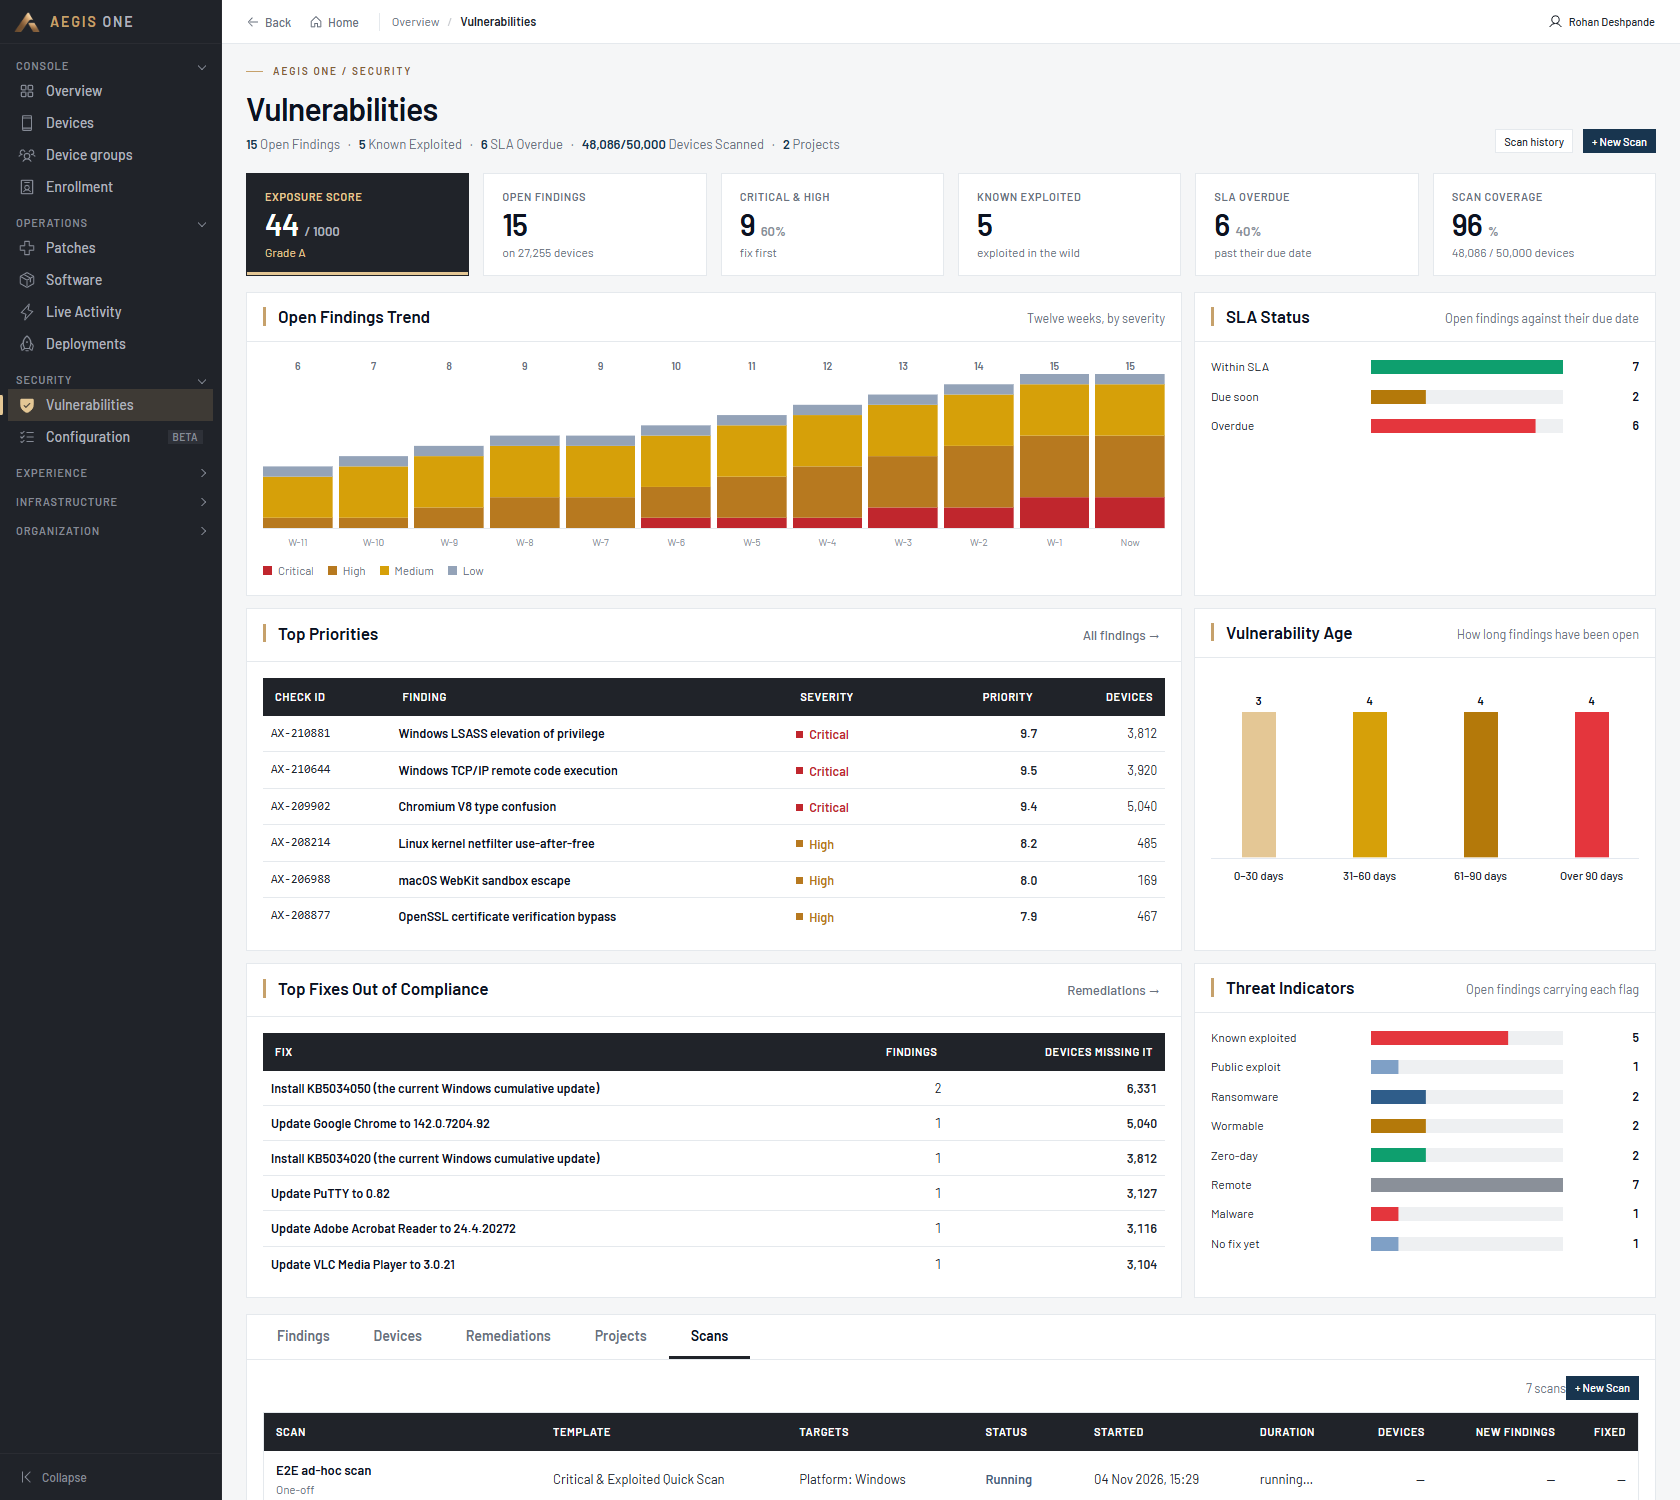 AEGIS ONE
Back
Home
Overview / Vulnerabilities
Rohan Deshpande
CONSOLE
Overview
Devices
Device groups
Enrollment
OPERATIONS
Patches
Software
Live Activity
Deployments
SECURITY
Vulnerabilities
Configuration BETA
EXPERIENCE
INFRASTRUCTURE
ORGANIZATION
Collapse
AEGIS ONE / SECURITY
Vulnerabilities
15 Open Findings · 5 Known Exploited · 6 SLA Overdue · 48,086/50,000 Devices Scanned · 2 Projects
Scan history
+ New Scan
EXPOSURE SCORE
44 / 1000
Grade A
OPEN FINDINGS
15
on 27,255 devices
CRITICAL & HIGH
9 60%
fix first
KNOWN EXPLOITED
5
exploited in the wild
SLA OVERDUE
6 40%
past their due date
SCAN COVERAGE
96 %
48,086 / 50,000 devices
Open Findings Trend
Twelve weeks, by severity
6 7 8 9 9 10 11 12 13 14 15 15
W-11 W-10 W-9 W-8 W-7 W-6 W-5 W-4 W-3 W-2 W-1 Now
Critical High Medium Low
SLA Status
Open findings against their due date
Within SLA 7
Due soon 2
Overdue 6
Top Priorities
All findings →
CHECK ID FINDING SEVERITY PRIORITY DEVICES
AX-210881 Windows LSASS elevation of privilege Critical 9.7 3,812
AX-210644 Windows TCP/IP remote code execution Critical 9.5 3,920
AX-209902 Chromium V8 type confusion Critical 9.4 5,040
AX-208214 Linux kernel netfilter use-after-free High 8.2 485
AX-206988 macOS WebKit sandbox escape High 8.0 169
AX-208877 OpenSSL certificate verification bypass High 7.9 467
Vulnerability Age
How long findings have been open
3 4 4 4
0-30 days 31-60 days 61-90 days Over 90 days
Top Fixes Out of Compliance
Remediations →
FIX FINDINGS DEVICES MISSING IT
Install KB5034050 (the current Windows cumulative update) 2 6,331
Update Google Chrome to 142.0.7204.92 1 5,040
Install KB5034020 (the current Windows cumulative update) 1 3,812
Update PuTTY to 0.82 1 3,127
Update Adobe Acrobat Reader to 24.4.20272 1 3,116
Update VLC Media Player to 3.0.21 1 3,104
Threat Indicators
Open findings carrying each flag
Known exploited 5
Public exploit 1
Ransomware 2
Wormable 2
Zero-day 2
Remote 7
Malware 1
No fix yet 1
Findings Devices Remediations Projects Scans
7 scans + New Scan
SCAN TEMPLATE TARGETS STATUS STARTED DURATION DEVICES NEW FINDINGS FIXED
E2E ad-hoc scan Critical & Exploited Quick Scan Platform: Windows Running 04 Nov 2026, 15:29 running... — — —
One-off